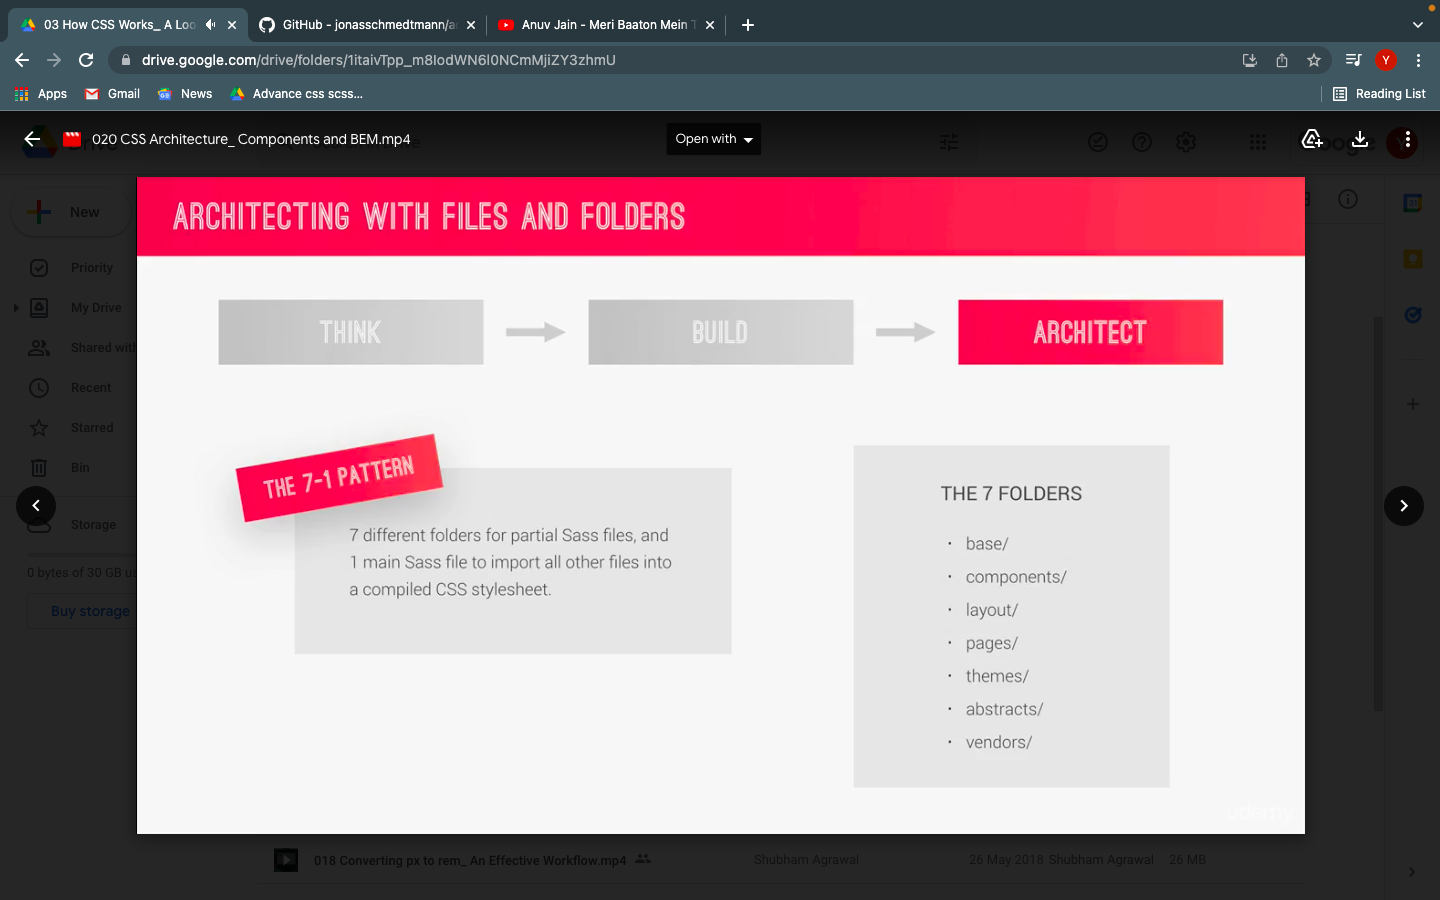 03 How CSS Works_ A Loo
GitHub - jonasschmedtmann/a
Anuv Jain - Meri Baaton Mein T
drive.google.com/drive/folders/1itaivTpp_m8IodWN6I0NCmMjiZY3zhmU
Y
Apps
Gmail
News
Advance css scss...
Reading List
020 CSS Architecture_ Components and BEM.mp4
Open with
New
ARCHITECTING WITH FILES AND FOLDERS
Priority
My Drive
Shared with
Recent
Starred
Bin
Storage
0 bytes of 30 GB us
Buy storage
THINK
BUILD
ARCHITECT
THE 7-1 PATTERN
7 different folders for partial Sass files, and
1 main Sass file to import all other files into
a compiled CSS stylesheet.
THE 7 FOLDERS
· base/
· components/
· layout/
· pages/
· themes/
· abstracts/
· vendors/
udemy
018 Converting px to rem_ An Effective Workflow.mp4
Shubham Agrawal
26 May 2018 Shubham Agrawal
26 MB